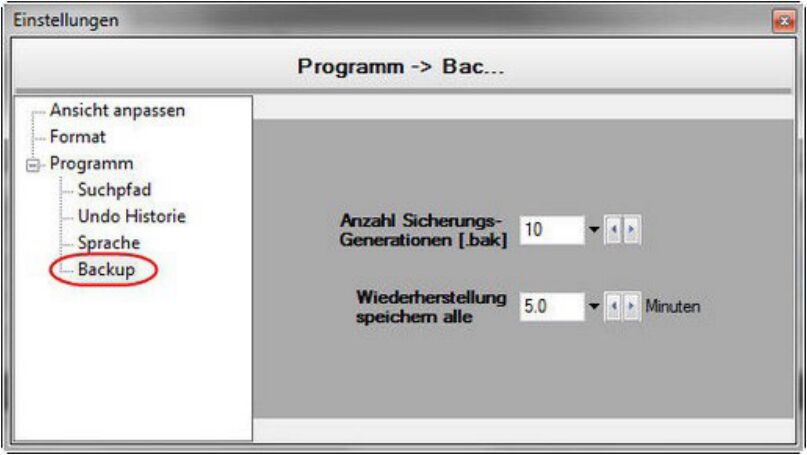 Einstellungen
Programm -> Bac...
Ansicht anpassen
Format
Programm
Suchpfad
Undo Historie
Sprache
Backup
Anzahl Sicherungs-
Generationen [.bak]
10
Wiederherstellung
speichern alle
5.0
Minuten